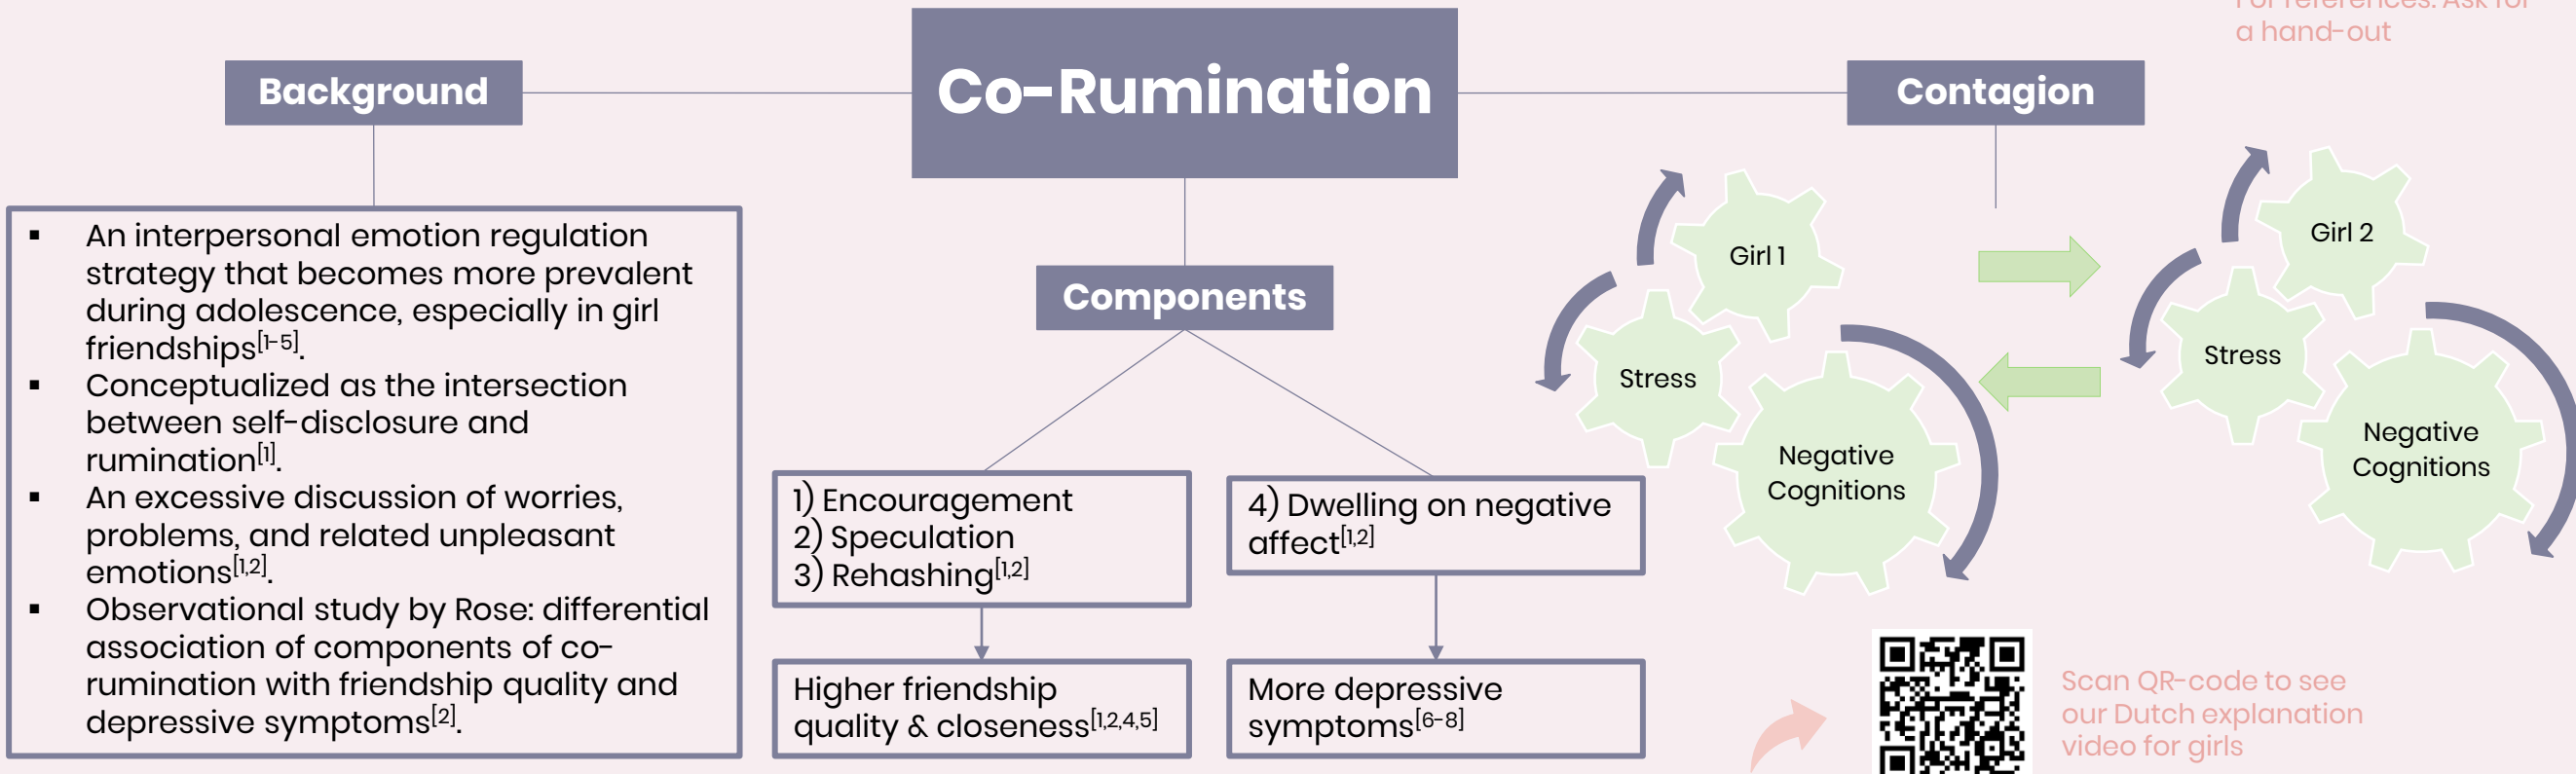 For references: Ask for
a hand-out
Co-Rumination
Background
Contagion
▪ An interpersonal emotion regulation
strategy that becomes more prevalent
during adolescence, especially in girl
friendships[1-5].
▪ Conceptualized as the intersection
between self-disclosure and
rumination[1].
▪ An excessive discussion of worries,
problems, and related unpleasant
emotions[1,2].
▪ Observational study by Rose: differential
association of components of co-
rumination with friendship quality and
depressive symptoms[2].
Components
1) Encouragement
2) Speculation
3) Rehashing[1,2]
4) Dwelling on negative
affect[1,2]
Higher friendship
quality & closeness[1,2,4,5]
More depressive
symptoms[6-8]
Girl 1
Stress
Negative
Cognitions
Girl 2
Stress
Negative
Cognitions
Scan QR-code to see
our Dutch explanation
video for girls